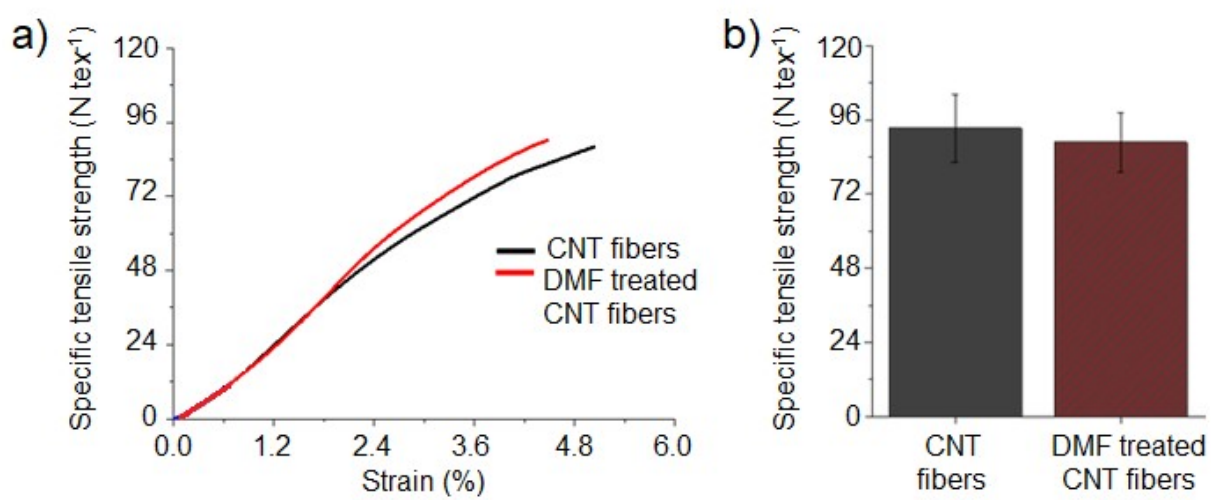 a)
Specific tensile strength (N tex⁻¹)
120
96
72
48
24
0
0.0 1.2 2.4 3.6 4.8 6.0
Strain (%)
CNT fibers
DMF treated
CNT fibers
b)
Specific tensile strength (N tex⁻¹)
120
96
72
48
24
0
CNT
fibers
DMF treated
CNT fibers